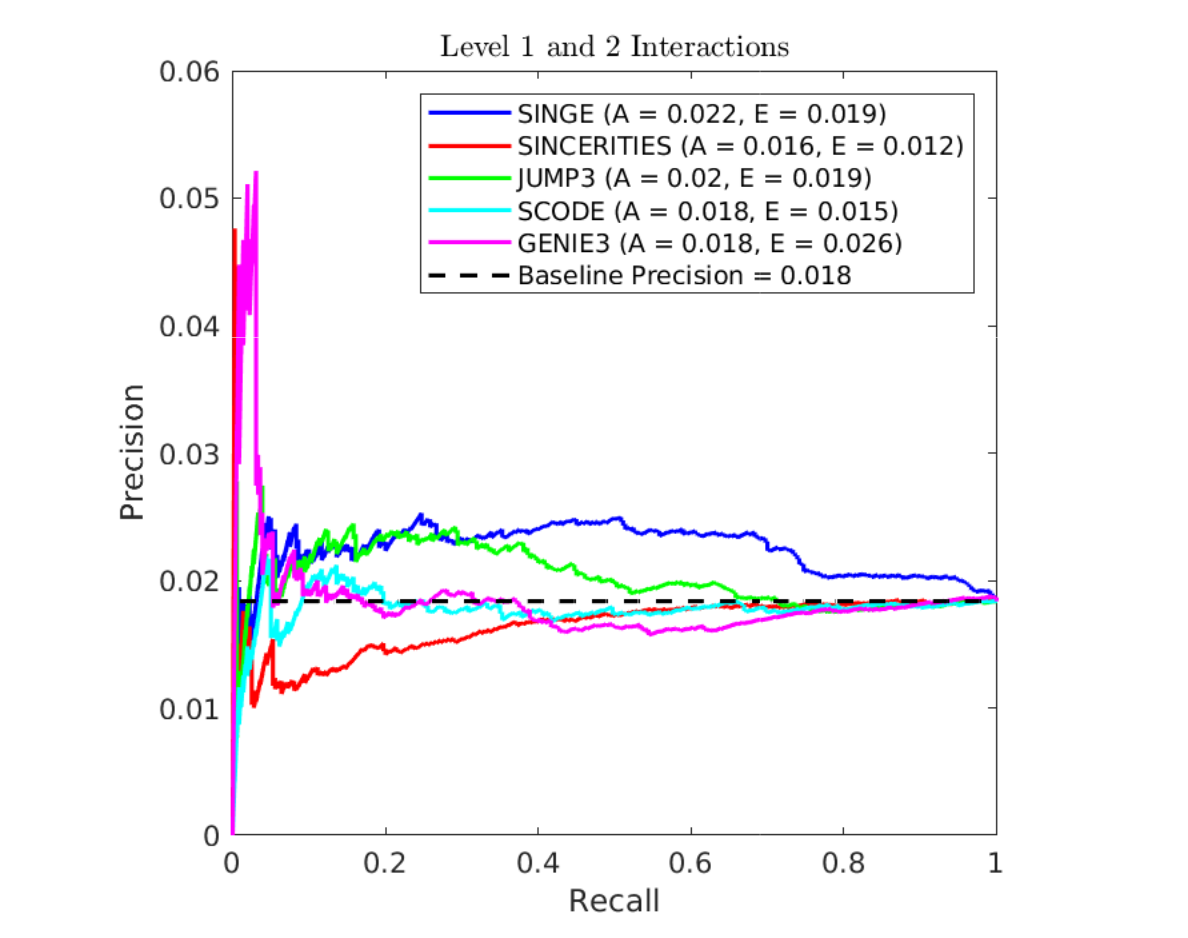 Level 1 and 2 Interactions
0.06
0.05
0.04
0.03
0.02
0.01
0
Precision
SINGE (A = 0.022, E = 0.019)
SINCERITIES (A = 0.016, E = 0.012)
JUMP3 (A = 0.02, E = 0.019)
SCODE (A = 0.018, E = 0.015)
GENIE3 (A = 0.018, E = 0.026)
Baseline Precision = 0.018
0 0.2 0.4 0.6 0.8 1
Recall